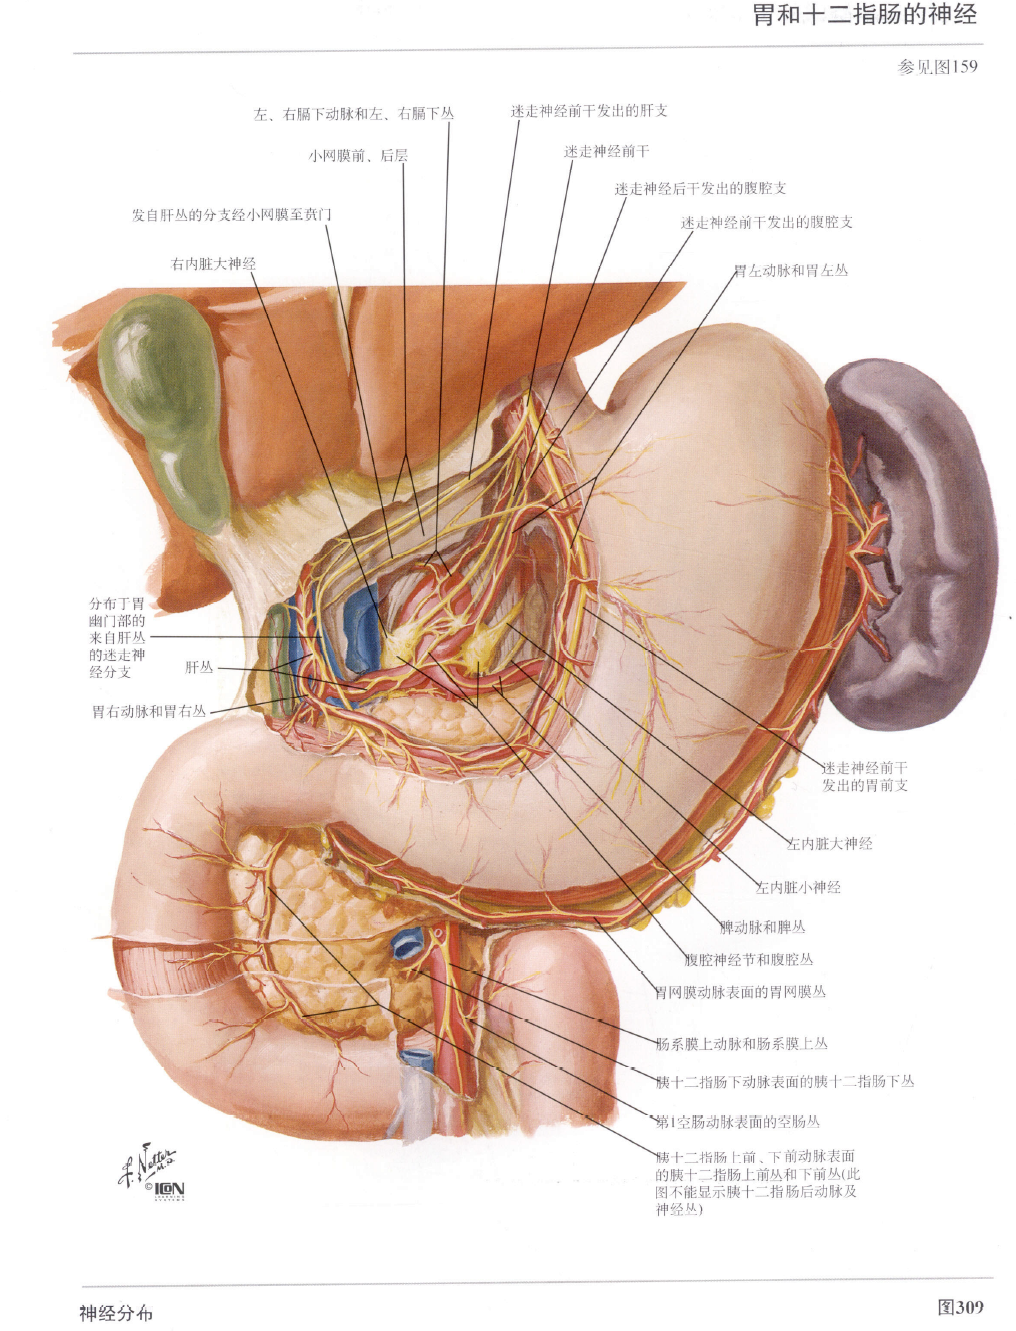 胃和十二指肠的神经
参见图159
左、右膈下动脉和左、右膈下丛
迷走神经前干发出的肝支
小网膜前、后层
迷走神经前干
迷走神经后干发出的腹腔支
发自肝丛的分支经小网膜至贲门
迷走神经前干发出的腹腔支
右内脏大神经
胃左动脉和胃左丛
分布于胃
幽门部的
来自肝丛
的迷走神
经分支
肝丛
胃右动脉和胃右丛
迷走神经前干
发出的胃前支
左内脏大神经
左内脏小神经
脾动脉和脾丛
腹腔神经节和腹腔丛
胃网膜动脉表面的胃网膜丛
肠系膜上动脉和肠系膜上丛
胰十二指肠下动脉表面的胰十二指肠下丛
第1空肠动脉表面的空肠丛
胰十二指肠上前、下前动脉表面
的胰十二指肠上前丛和下前丛(此
图不能显示胰十二指肠后动脉及
神经丛)
F. Netter
M.D.
© ICON
LEARNING
SYSTEMS
神经分布
图309